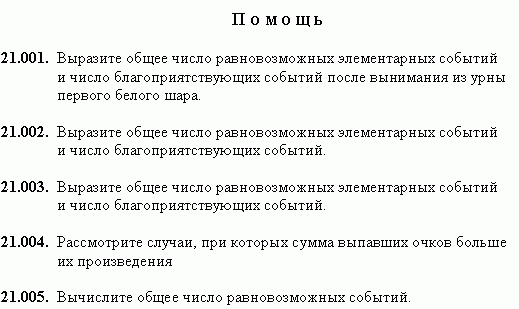 Помощь
21.001. Выразите общее число равновозможных элементарных событий
и число благоприятствующих событий после вынимания из урны
первого белого шара.
21.002. Выразите общее число равновозможных элементарных событий
и число благоприятствующих событий.
21.003. Выразите общее число равновозможных элементарных событий
и число благоприятствующих событий.
21.004. Рассмотрите случаи, при которых сумма выпавших очков больше
их произведения
21.005. Вычислите общее число равновозможных событий.